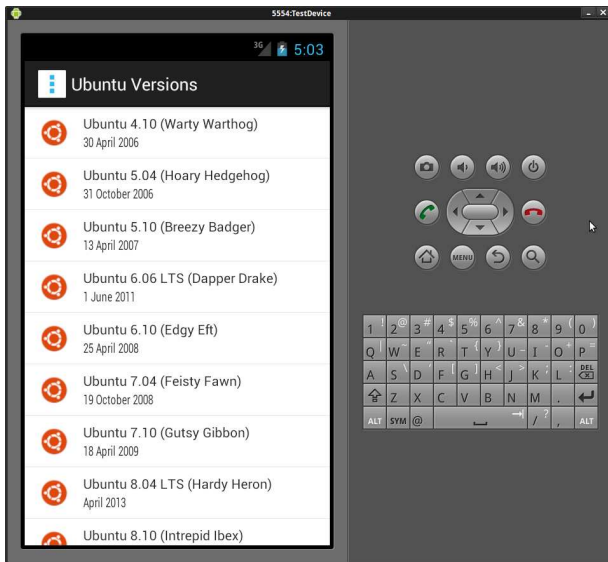 5554:TestDevice
3G 5:03
Ubuntu Versions
Ubuntu 4.10 (Warty Warthog)
30 April 2006
Ubuntu 5.04 (Hoary Hedgehog)
31 October 2006
Ubuntu 5.10 (Breezy Badger)
13 April 2007
Ubuntu 6.06 LTS (Dapper Drake)
1 June 2011
Ubuntu 6.10 (Edgy Eft)
25 April 2008
Ubuntu 7.04 (Feisty Fawn)
19 October 2008
Ubuntu 7.10 (Gutsy Gibbon)
18 April 2009
Ubuntu 8.04 LTS (Hardy Heron)
April 2013
Ubuntu 8.10 (Intrepid Ibex)
MENU
1 ! 2 @ 3 # 4 $ 5 % 6 ^ 7 & 8 * 9 ( 0 )
Q | W ~ E " R ` T { Y } U _ I - O + P =
A S \ D ' F [ G ] H < J > K ; L : DEL
Z X C V B N M .
ALT SYM @ / ? , ALT